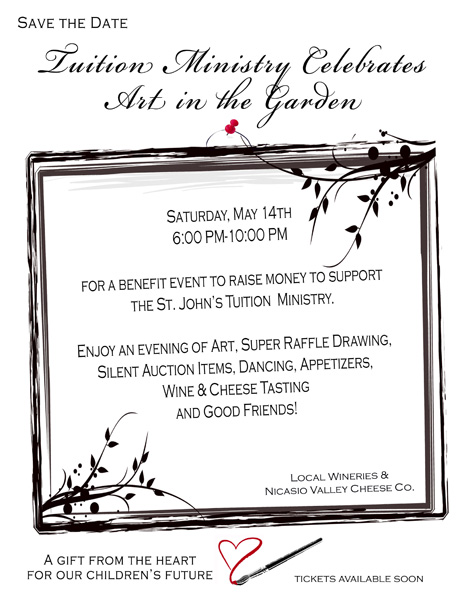 Save the Date
Tuition Ministry Celebrates
Art in the Garden
Saturday, May 14th
6:00 PM-10:00 PM
for a benefit event to raise money to support
the St. John's Tuition Ministry.
Enjoy an evening of Art, Super Raffle Drawing,
Silent Auction Items, Dancing, Appetizers,
Wine & Cheese Tasting
and Good Friends!
Local Wineries &
Nicasio Valley Cheese Co.
A gift from the heart
for our children's future
tickets available soon